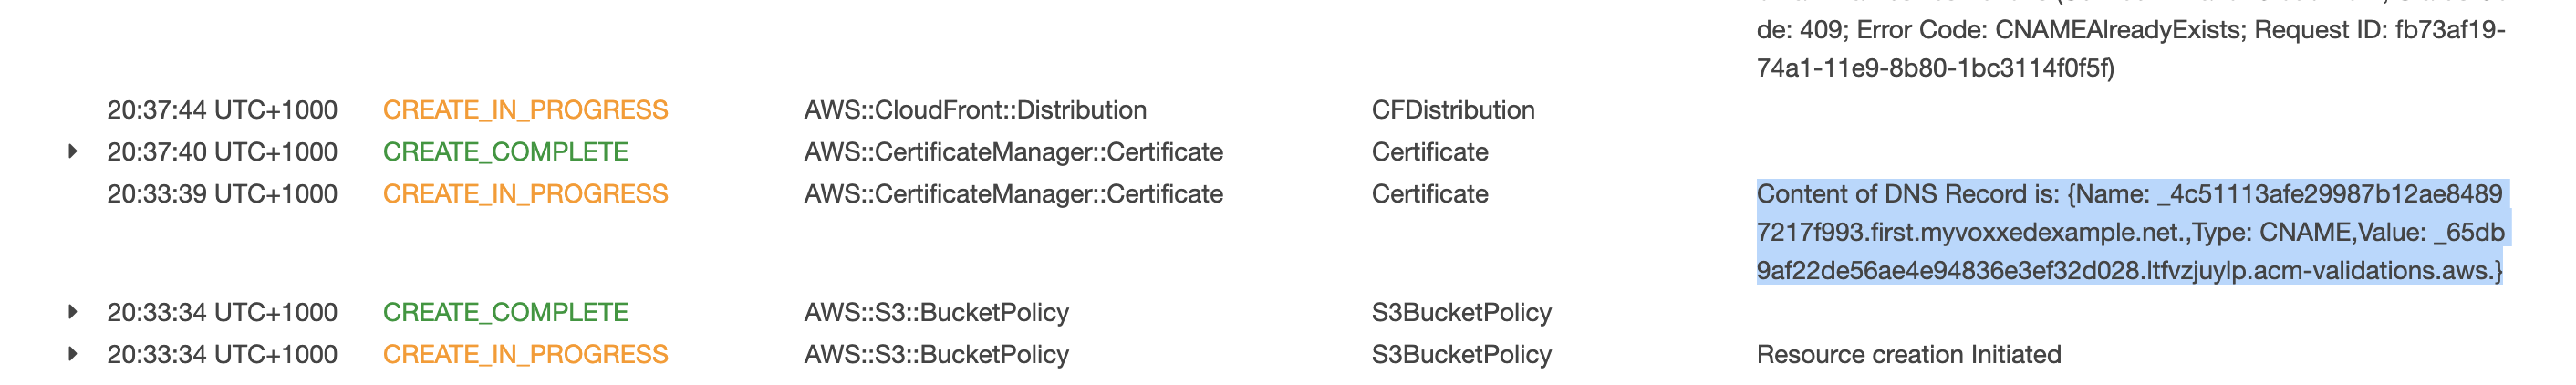 de: 409; Error Code: CNAMEAlreadyExists; Request ID: fb73af19-
74a1-11e9-8b80-1bc3114f0f5f)
20:37:44 UTC+1000 CREATE_IN_PROGRESS AWS::CloudFront::Distribution CFDistribution
20:37:40 UTC+1000 CREATE_COMPLETE AWS::CertificateManager::Certificate Certificate
20:33:39 UTC+1000 CREATE_IN_PROGRESS AWS::CertificateManager::Certificate Certificate Content of DNS Record is: {Name: _4c51113afe29987b12ae8489
7217f993.first.myvoxxedexample.net.,Type: CNAME,Value: _65db
9af22de56ae4e94836e3ef32d028.ltfvzjuylp.acm-validations.aws.}
20:33:34 UTC+1000 CREATE_COMPLETE AWS::S3::BucketPolicy S3BucketPolicy
20:33:34 UTC+1000 CREATE_IN_PROGRESS AWS::S3::BucketPolicy S3BucketPolicy Resource creation Initiated